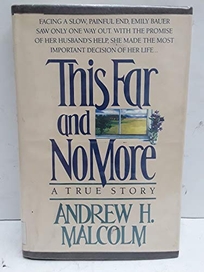 FACING A SLOW, PAINFUL END, EMILY BAUER
SAW ONLY ONE WAY OUT. WITH THE PROMISE
OF HER HUSBAND'S HELP, SHE MADE THE MOST
IMPORTANT DECISION OF HER LIFE...
This Far
and
No More
A TRUE STORY
ANDREW H.
MALCOLM